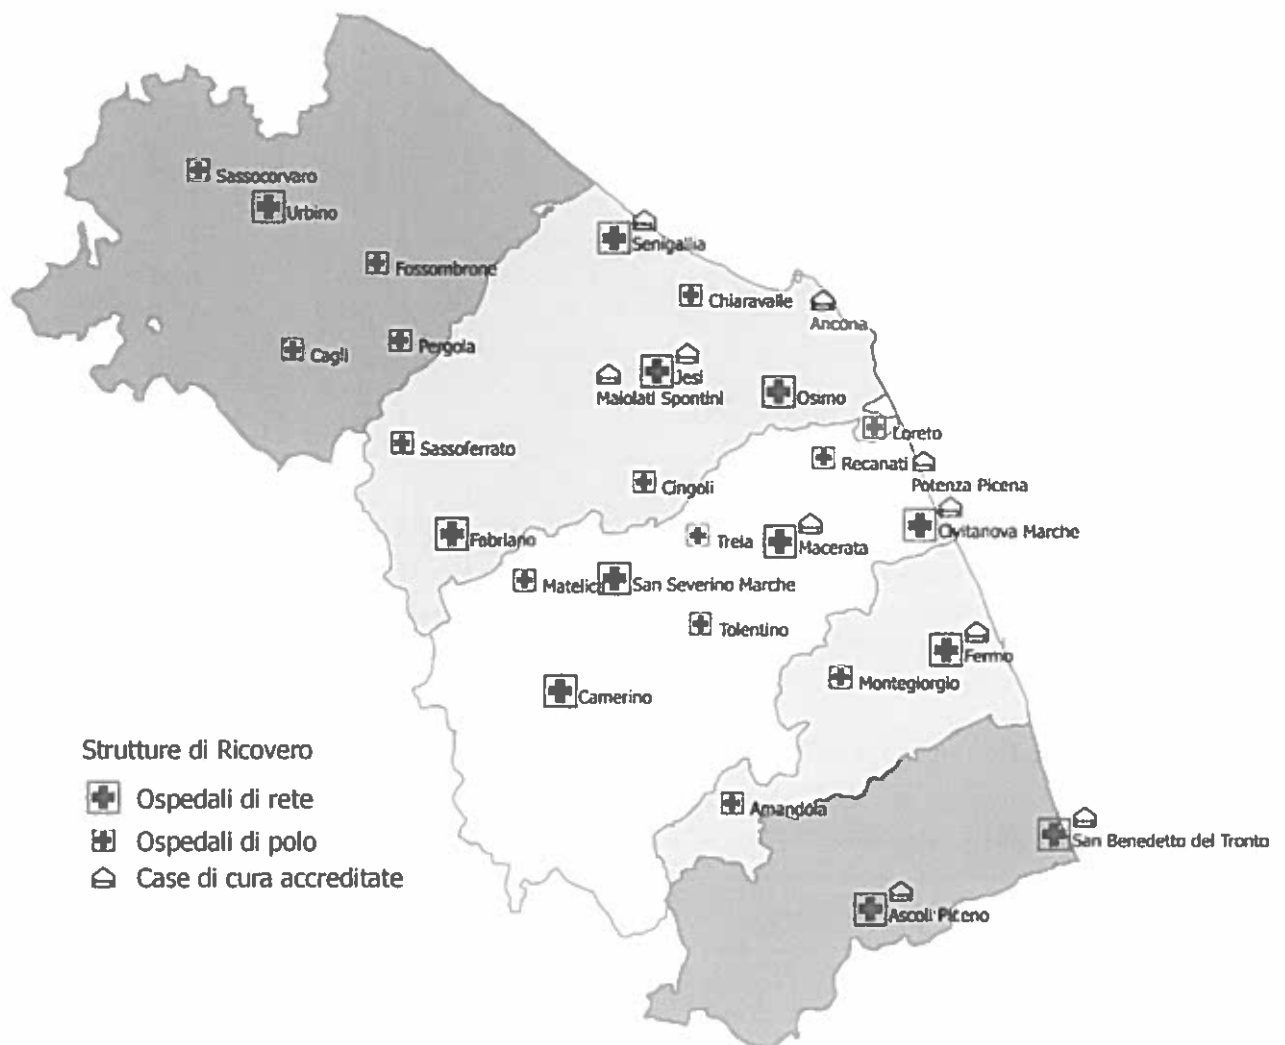 Sassocorvaro
Urbino
Senigallia
Fossombrone
Chiaravalle
Ancona
Pergola
Cagli
Jesi
Maiolati Spontini
Osimo
Loreto
Sassoferrato
Recanati
Cingoli
Potenza Picena
Civitanova Marche
Fabriano
Treia
Macerata
Matelica
San Severino Marche
Tolentino
Fermo
Montegiorgio
Camerino
Strutture di Ricovero
Ospedali di rete
Amandola
Ospedali di polo
San Benedetto del Tronto
Case di cura accreditate
Ascoli Piceno